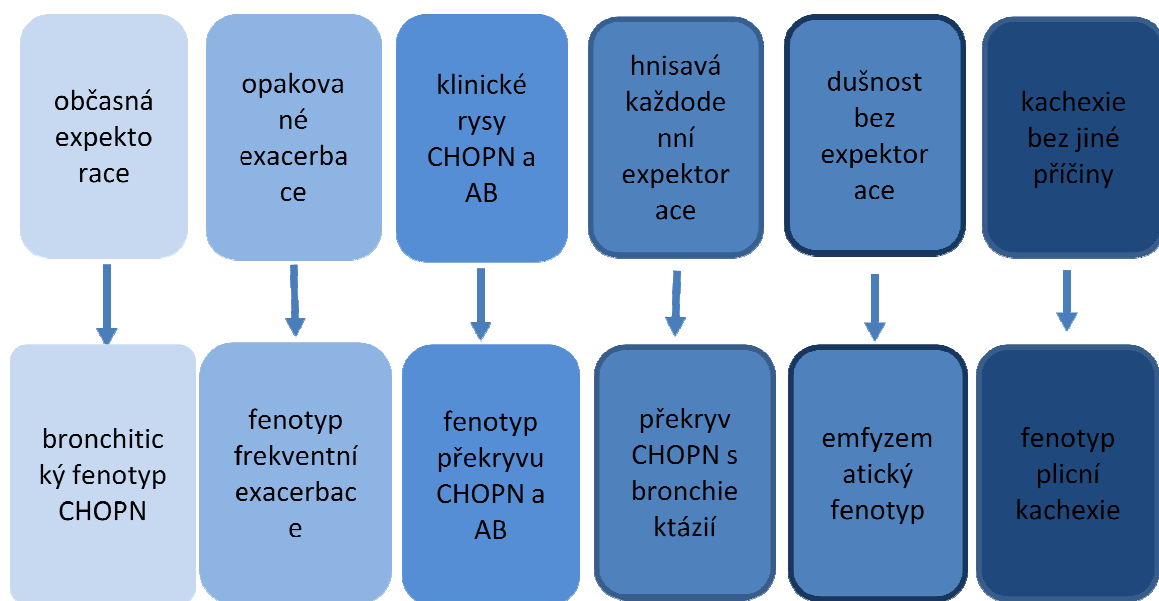 občasná
expekto
race
opakova
né
exacerba
ce
klinické
rysy
CHOPN a
AB
hnisavá
každode
nní
expektor
ace
dušnost
bez
expektor
ace
kachexie
bez jiné
příčiny
bronchitic
ký fenotyp
CHOPN
fenotyp
frekventní
exacerbac
e
fenotyp
překryvu
CHOPN a
AB
překryv
CHOPN s
bronchie
ktázií
emfyzem
atický
fenotyp
fenotyp
plicní
kachexie